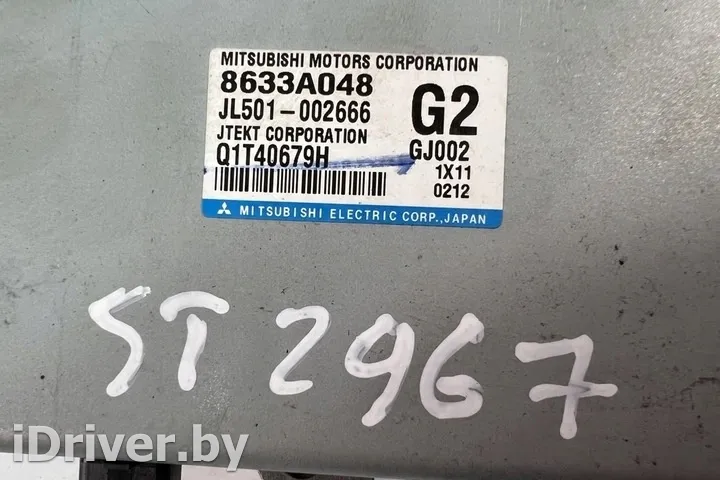 MITSUBISHI MOTORS CORPORATION
8633A048
JL501-002666
G2
JTEKT CORPORATION
GJ002
Q1T40679H
1X11
0212
MITSUBISHI ELECTRIC CORP.,JAPAN
ST 2967
iDriver.by